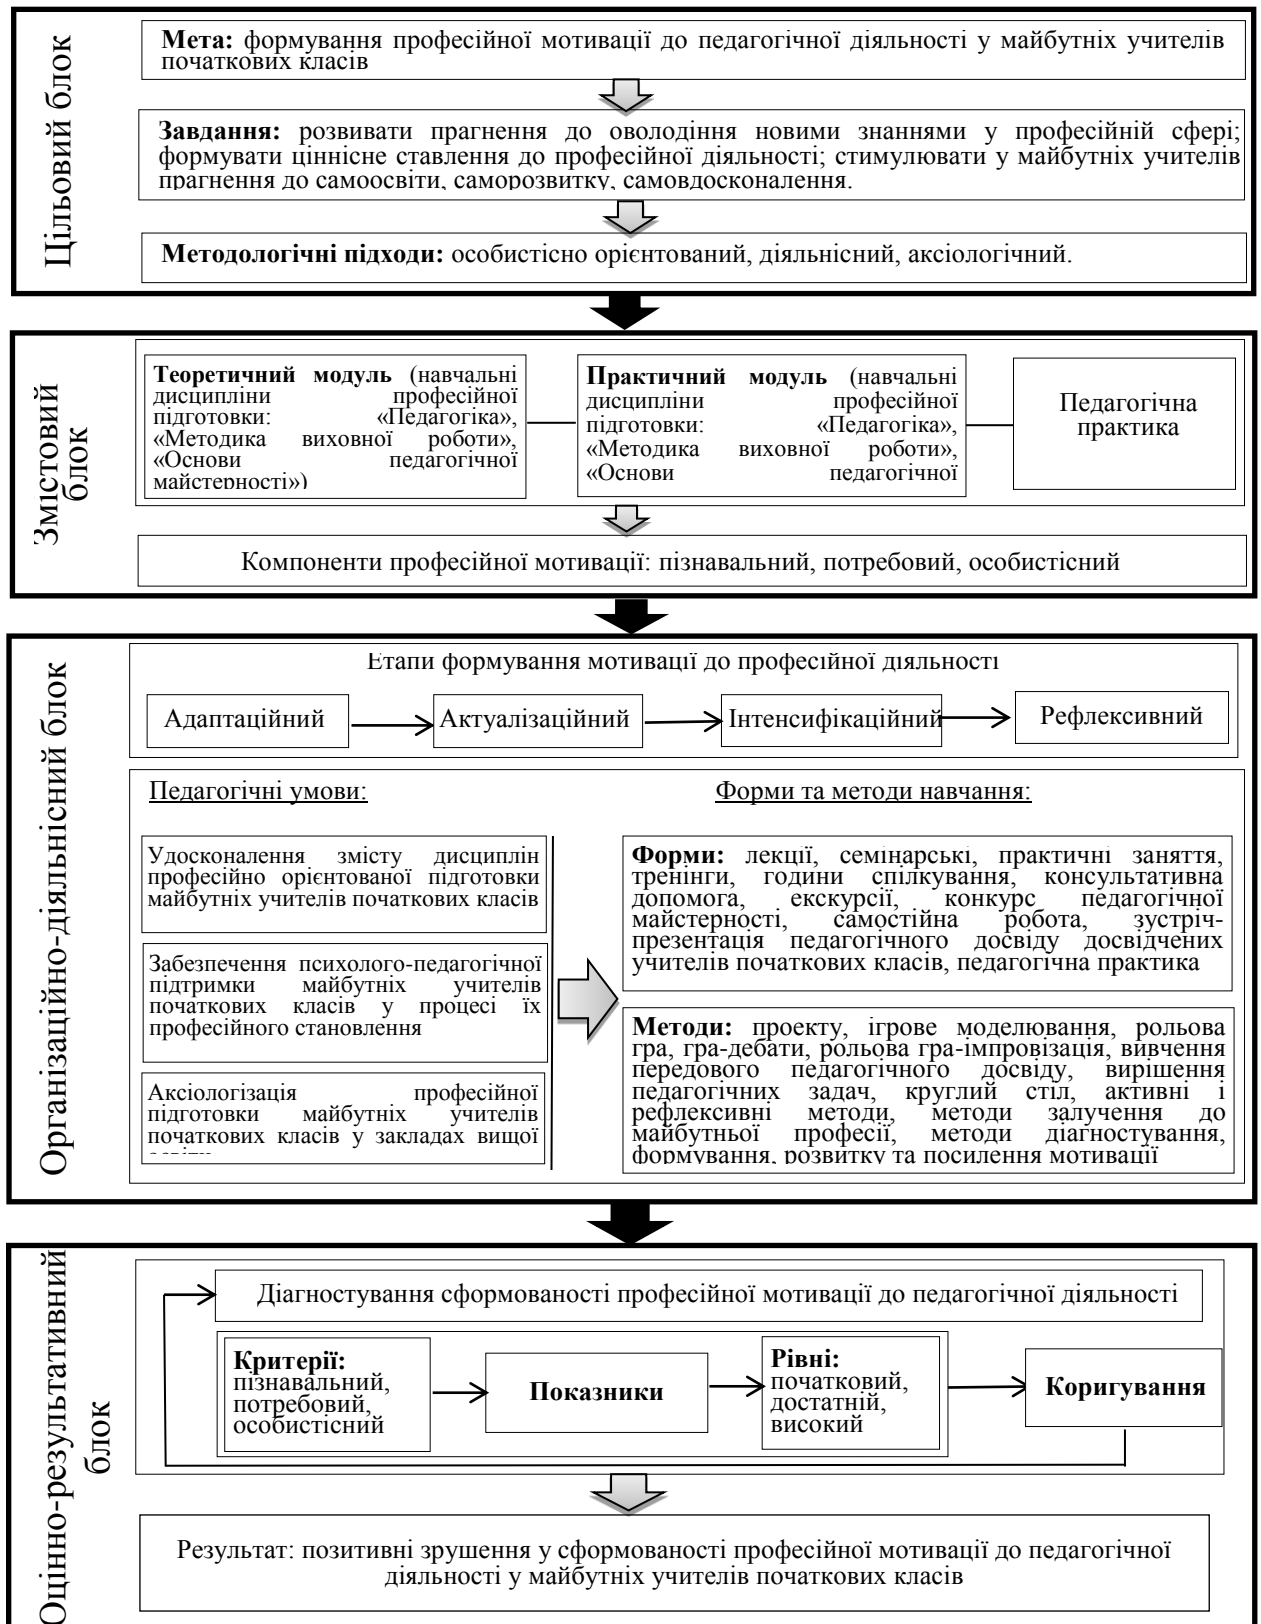 Цільовий блок
Мета: формування професійної мотивації до педагогічної діяльності у майбутніх учителів
початкових класів
Завдання: розвивати прагнення до оволодіння новими знаннями у професійній сфері;
формувати ціннісне ставлення до професійної діяльності; стимулювати у майбутніх учителів
прагнення до самоосвіти, саморозвитку, самовдосконалення.
Методологічні підходи: особистісно орієнтований, діяльнісний, аксіологічний.
Змістовий
блок
Теоретичний модуль (навчальні
дисципліни професійної
підготовки: «Педагогіка»,
«Методика виховної роботи»,
«Основи педагогічної
майстерності»)
Практичний модуль (навчальні
дисципліни професійної
підготовки: «Педагогіка»,
«Методика виховної роботи»,
«Основи педагогічної
Педагогічна
практика
Компоненти професійної мотивації: пізнавальний, потребовий, особистісний
Організаційно-діяльнісний блок
Етапи формування мотивації до професійної діяльності
Адаптаційний
Актуалізаційний
Інтенсифікаційний
Рефлексивний
Педагогічні умови:
Удосконалення змісту дисциплін
професійно орієнтованої підготовки
майбутніх учителів початкових класів
Забезпечення психолого-педагогічної
підтримки майбутніх учителів
початкових класів у процесі їх
професійного становлення
Аксіологізація професійної
підготовки майбутніх учителів
початкових класів у закладах вищої
Форми та методи навчання:
Форми: лекції, семінарські, практичні заняття,
тренінги, години спілкування, консультативна
допомога, екскурсії, конкурс педагогічної
майстерності, самостійна робота, зустріч-
презентація педагогічного досвіду досвідчених
учителів початкових класів, педагогічна практика
Методи: проекту, ігрове моделювання, рольова
гра, гра-дебати, рольова гра-імпровізація, вивчення
передового педагогічного досвіду, вирішення
педагогічних задач, круглий стіл, активні і
рефлексивні методи, методи залучення до
майбутньої професії, методи діагностування,
формування, розвитку та посилення мотивації
Оцінно-результативний
блок
Діагностування сформованості професійної мотивації до педагогічної діяльності
Критерії:
пізнавальний,
потребовий,
особистісний
Показники
Рівні:
початковий,
достатній,
високий
Коригування
Результат: позитивні зрушення у сформованості професійної мотивації до педагогічної
діяльності у майбутніх учителів початкових класів